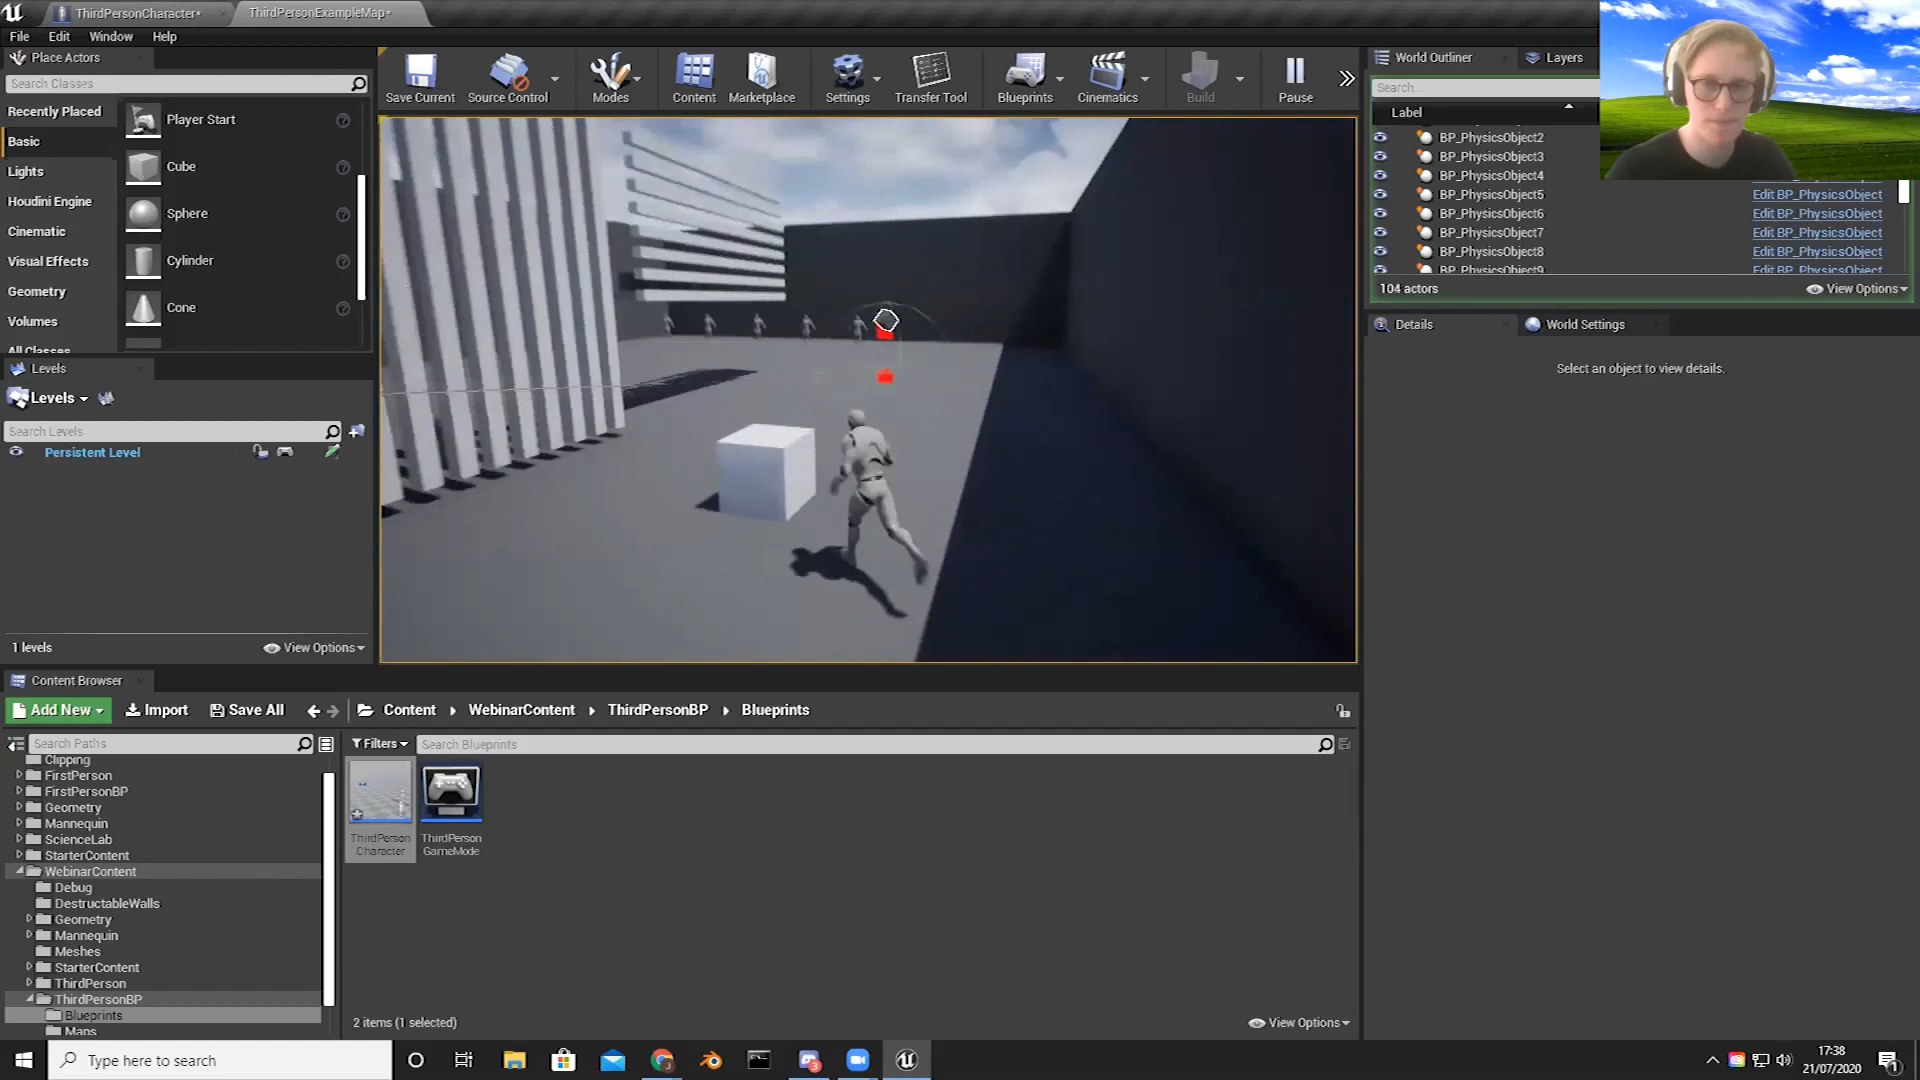 ThirdPersonCharacter*
ThirdPersonExampleMap*
File Edit Window Help
Place Actors
Search Classes
Recently Placed
Basic
Lights
Houdini Engine
Cinematic
Visual Effects
Geometry
Volumes
All Classes
Player Start
Cube
Sphere
Cylinder
Cone
Levels
Levels
Search Levels
Persistent Level
1 levels
View Options
Save Current
Source Control
Modes
Content
Marketplace
Settings
Transfer Tool
Blueprints
Cinematics
Build
Pause
World Outliner
Layers
Search...
Label
BP_PhysicsObject2
BP_PhysicsObject3
BP_PhysicsObject4
BP_PhysicsObject5 Edit BP_PhysicsObject
BP_PhysicsObject6 Edit BP_PhysicsObject
BP_PhysicsObject7 Edit BP_PhysicsObject
BP_PhysicsObject8 Edit BP_PhysicsObject
BP_PhysicsObject9 Edit BP_PhysicsObject
104 actors
View Options
Details
World Settings
Select an object to view details.
Content Browser
Add New
Import
Save All
Content
WebinarContent
ThirdPersonBP
Blueprints
Search Paths
Filters
Search Blueprints
Clipping
FirstPerson
FirstPersonBP
Geometry
Mannequin
ScienceLab
StarterContent
WebinarContent
Debug
DestructableWalls
Geometry
Mannequin
Meshes
StarterContent
ThirdPerson
ThirdPersonBP
Blueprints
Maps
ThirdPerson
Character
ThirdPerson
GameMode
2 items (1 selected)
View Options
Type here to search
3
17:38
21/07/2020
1